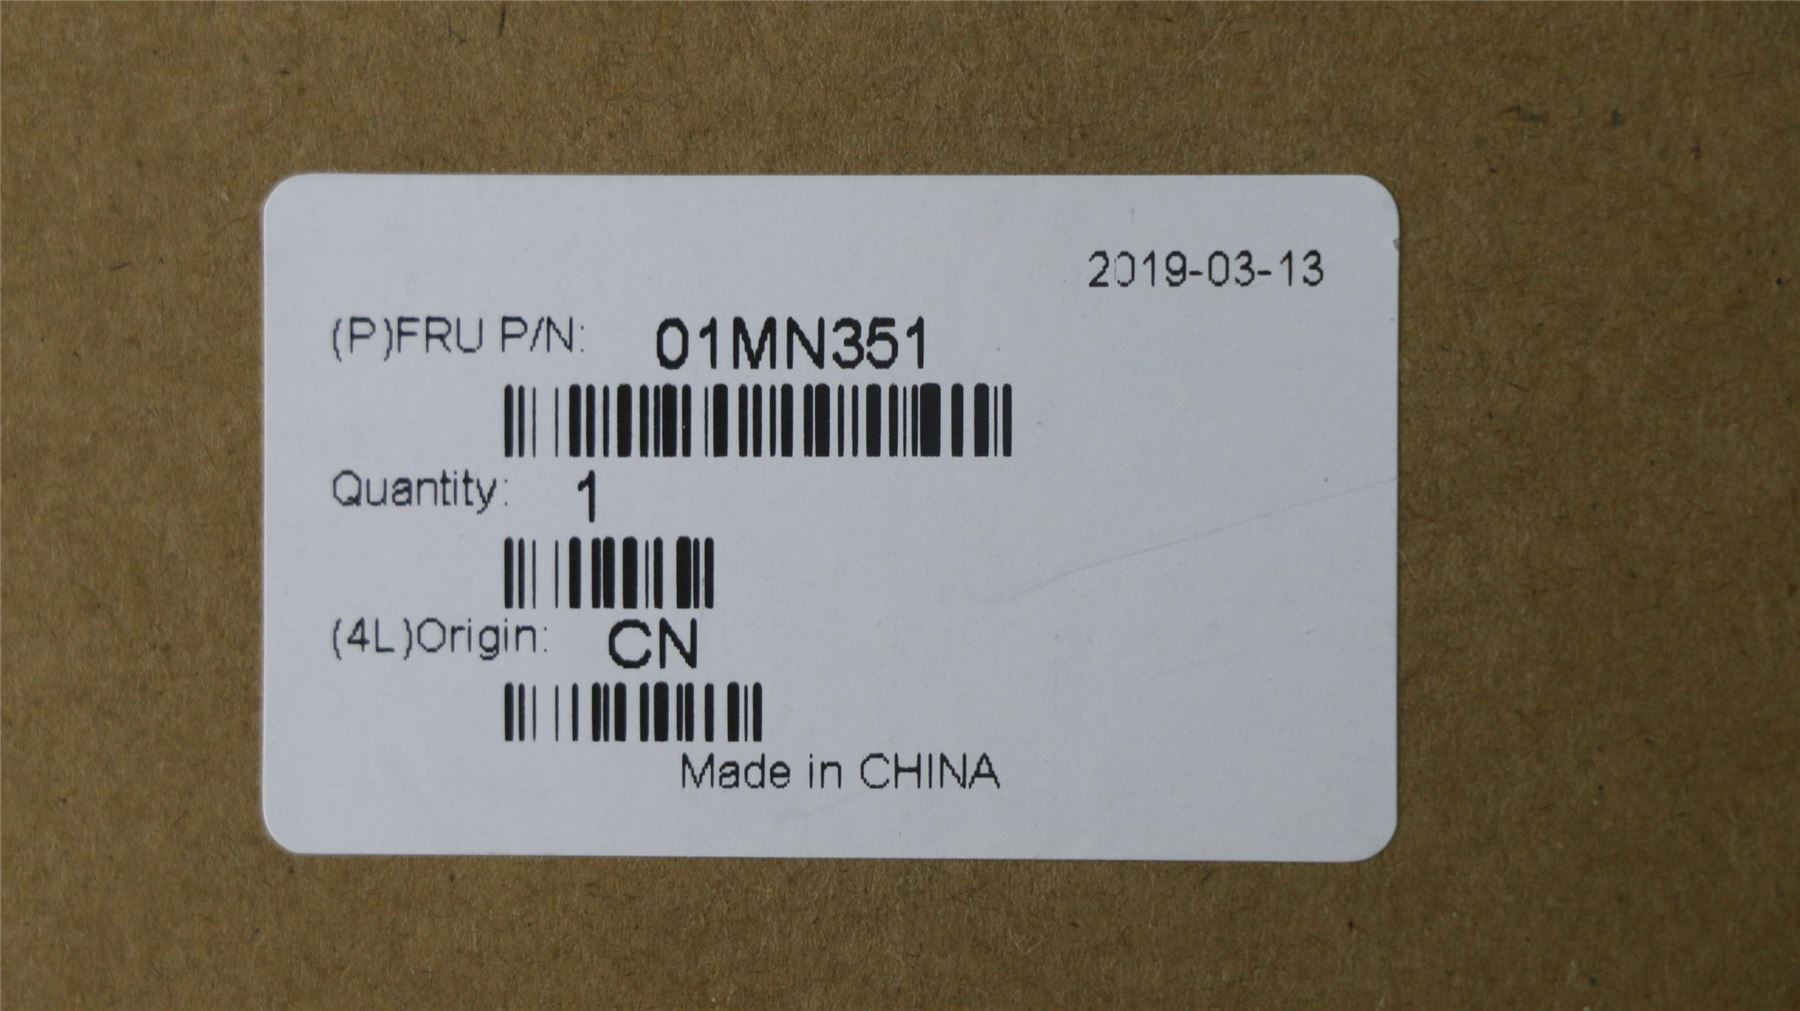 2019-03-13
(P)FRU P/N: 01MN351
Quantity: 1
(4L)Origin: CN
Made in CHINA